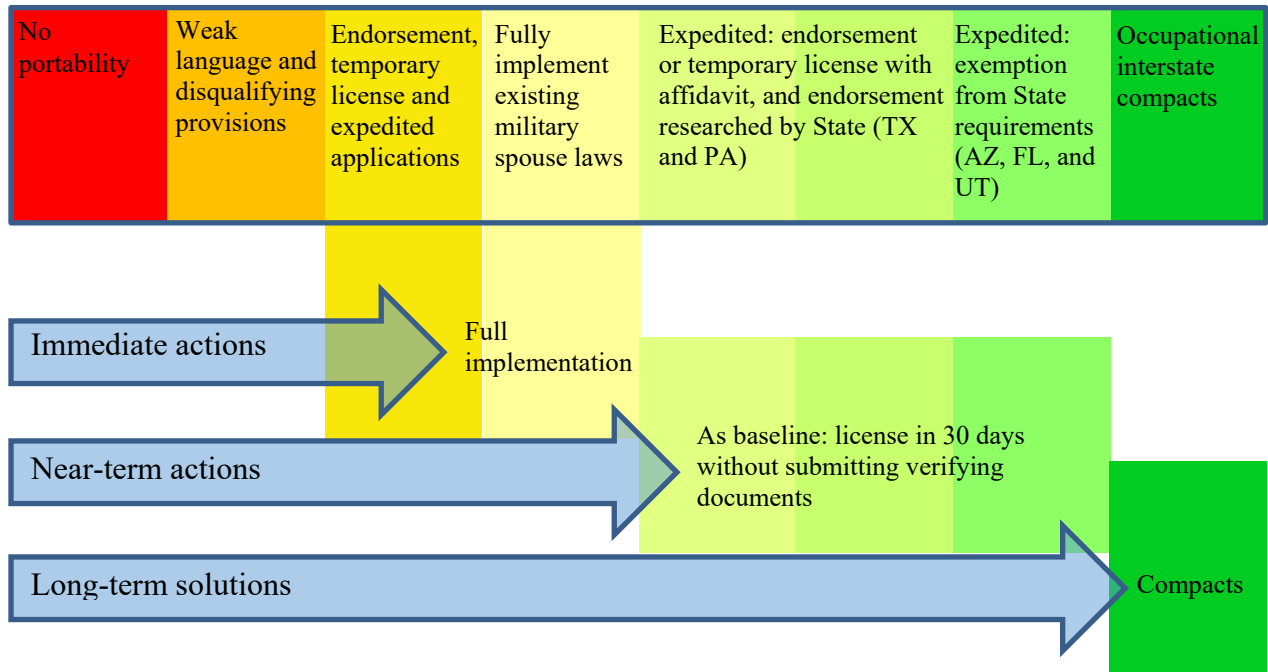 No
portability
Weak
language and
disqualifying
provisions
Endorsement,
temporary
license and
expedited
applications
Fully
implement
existing
military
spouse laws
Expedited: endorsement
or temporary license with
affidavit, and endorsement
researched by State (TX
and PA)
Expedited:
exemption
from State
requirements
(AZ, FL, and
UT)
Occupational
interstate
compacts
Immediate actions
Full
implementation
Near-term actions
As baseline: license in 30 days
without submitting verifying
documents
Long-term solutions
Compacts